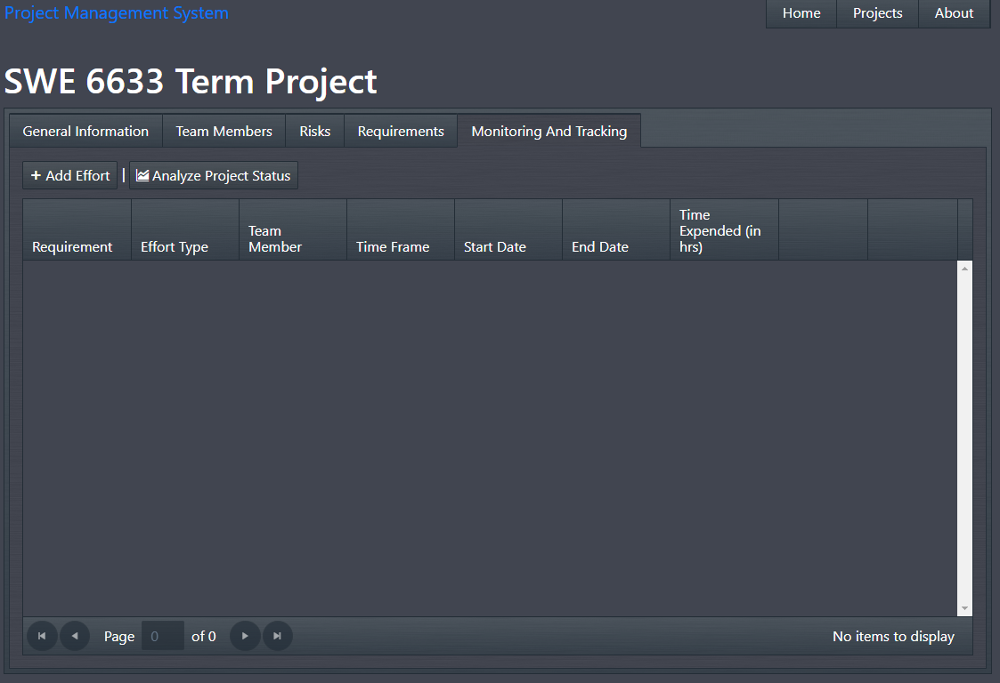 Project Management System
Home Projects About
SWE 6633 Term Project
General Information Team Members Risks Requirements Monitoring And Tracking
+ Add Effort | Analyze Project Status
Requirement Effort Type Team Member Time Frame Start Date End Date Time Expended (in hrs)
Page 0 of 0 No items to display